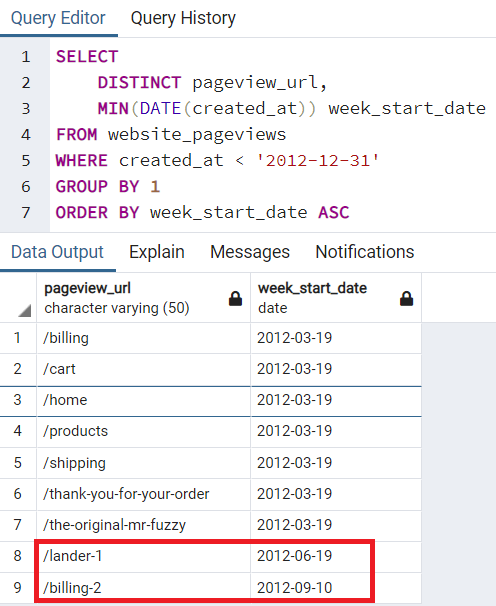 Query Editor Query History
1 SELECT
2 DISTINCT pageview_url,
3 MIN(DATE(created_at)) week_start_date
4 FROM website_pageviews
5 WHERE created_at < '2012-12-31'
6 GROUP BY 1
7 ORDER BY week_start_date ASC
Data Output Explain Messages Notifications
pageview_url week_start_date
character varying (50) date
1 /billing 2012-03-19
2 /cart 2012-03-19
3 /home 2012-03-19
4 /products 2012-03-19
5 /shipping 2012-03-19
6 /thank-you-for-your-order 2012-03-19
7 /the-original-mr-fuzzy 2012-03-19
8 /lander-1 2012-06-19
9 /billing-2 2012-09-10